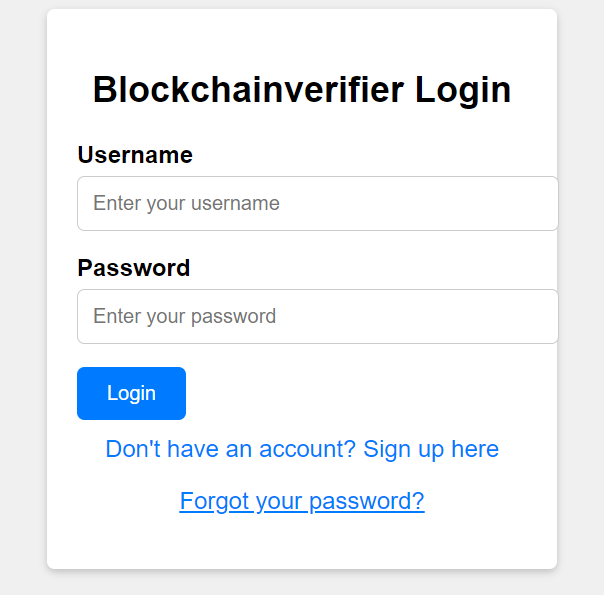 Blockchainverifier Login
Username
Enter your username
Password
Enter your password
Login
Don't have an account? Sign up here
Forgot your password?